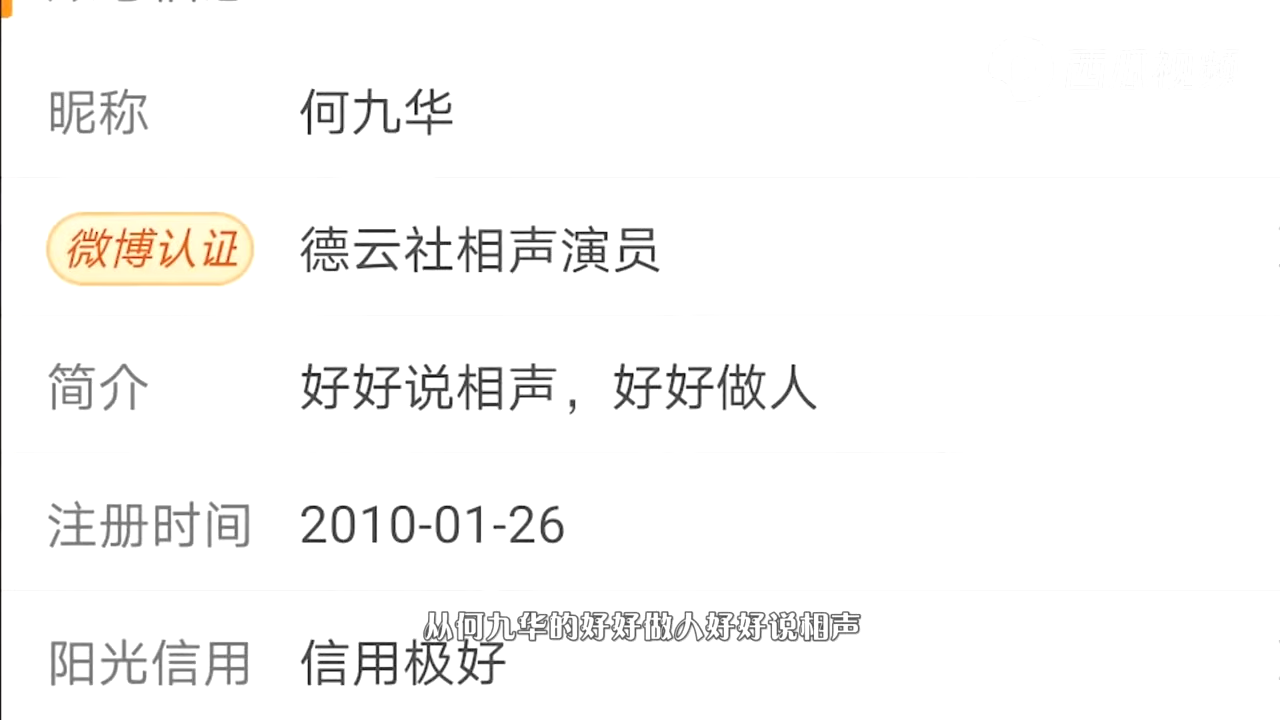 昵称 何九华
微博认证 德云社相声演员
简介 好好说相声，好好做人
注册时间 2010-01-26
从何九华的好好做人好好说相声
阳光信用 信用极好